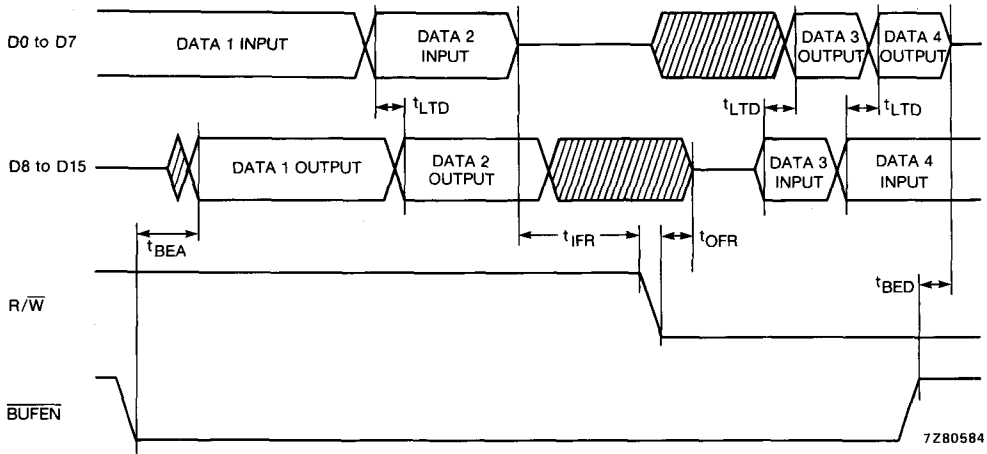 D0 to D7
DATA 1 INPUT
DATA 2
INPUT
DATA 3
OUTPUT
DATA 4
OUTPUT
tLTD
tLTD
tLTD
D8 to D15
DATA 1 OUTPUT
DATA 2
OUTPUT
DATA 3
INPUT
DATA 4
INPUT
tBEA
tIFR
tOFR
tBED
R/W̅
B̅U̅F̅E̅N̅
7Z80584